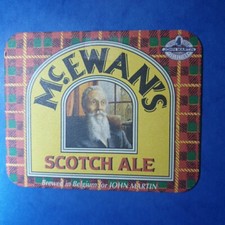 McEWAN'S
SCOTCH ALE
Brewed in Belgium for JOHN MARTIN